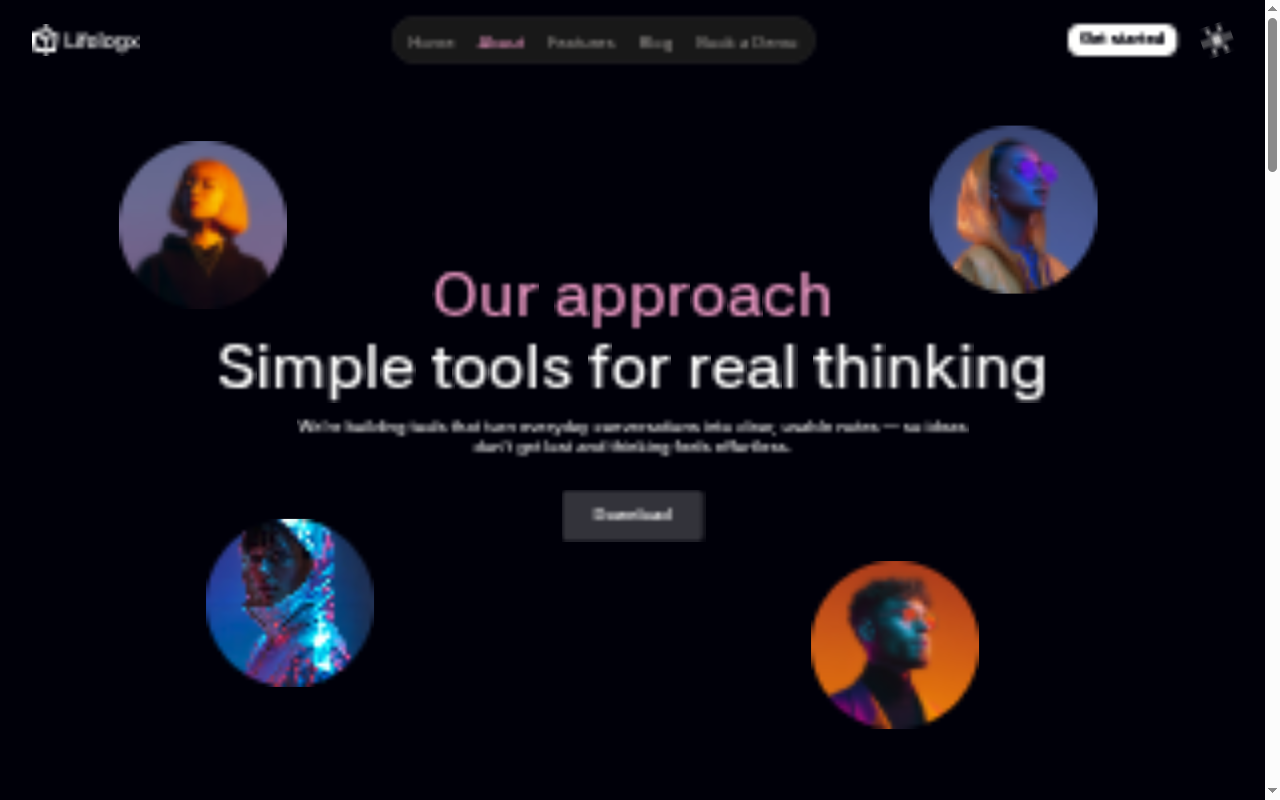 Lifelogx
Home About Features Blog Book a Demo
Get started
Our approach
Simple tools for real thinking
We're building tools that turn everyday conversations into clear, usable notes — so ideas
don't get lost and thinking feels effortless.
Download